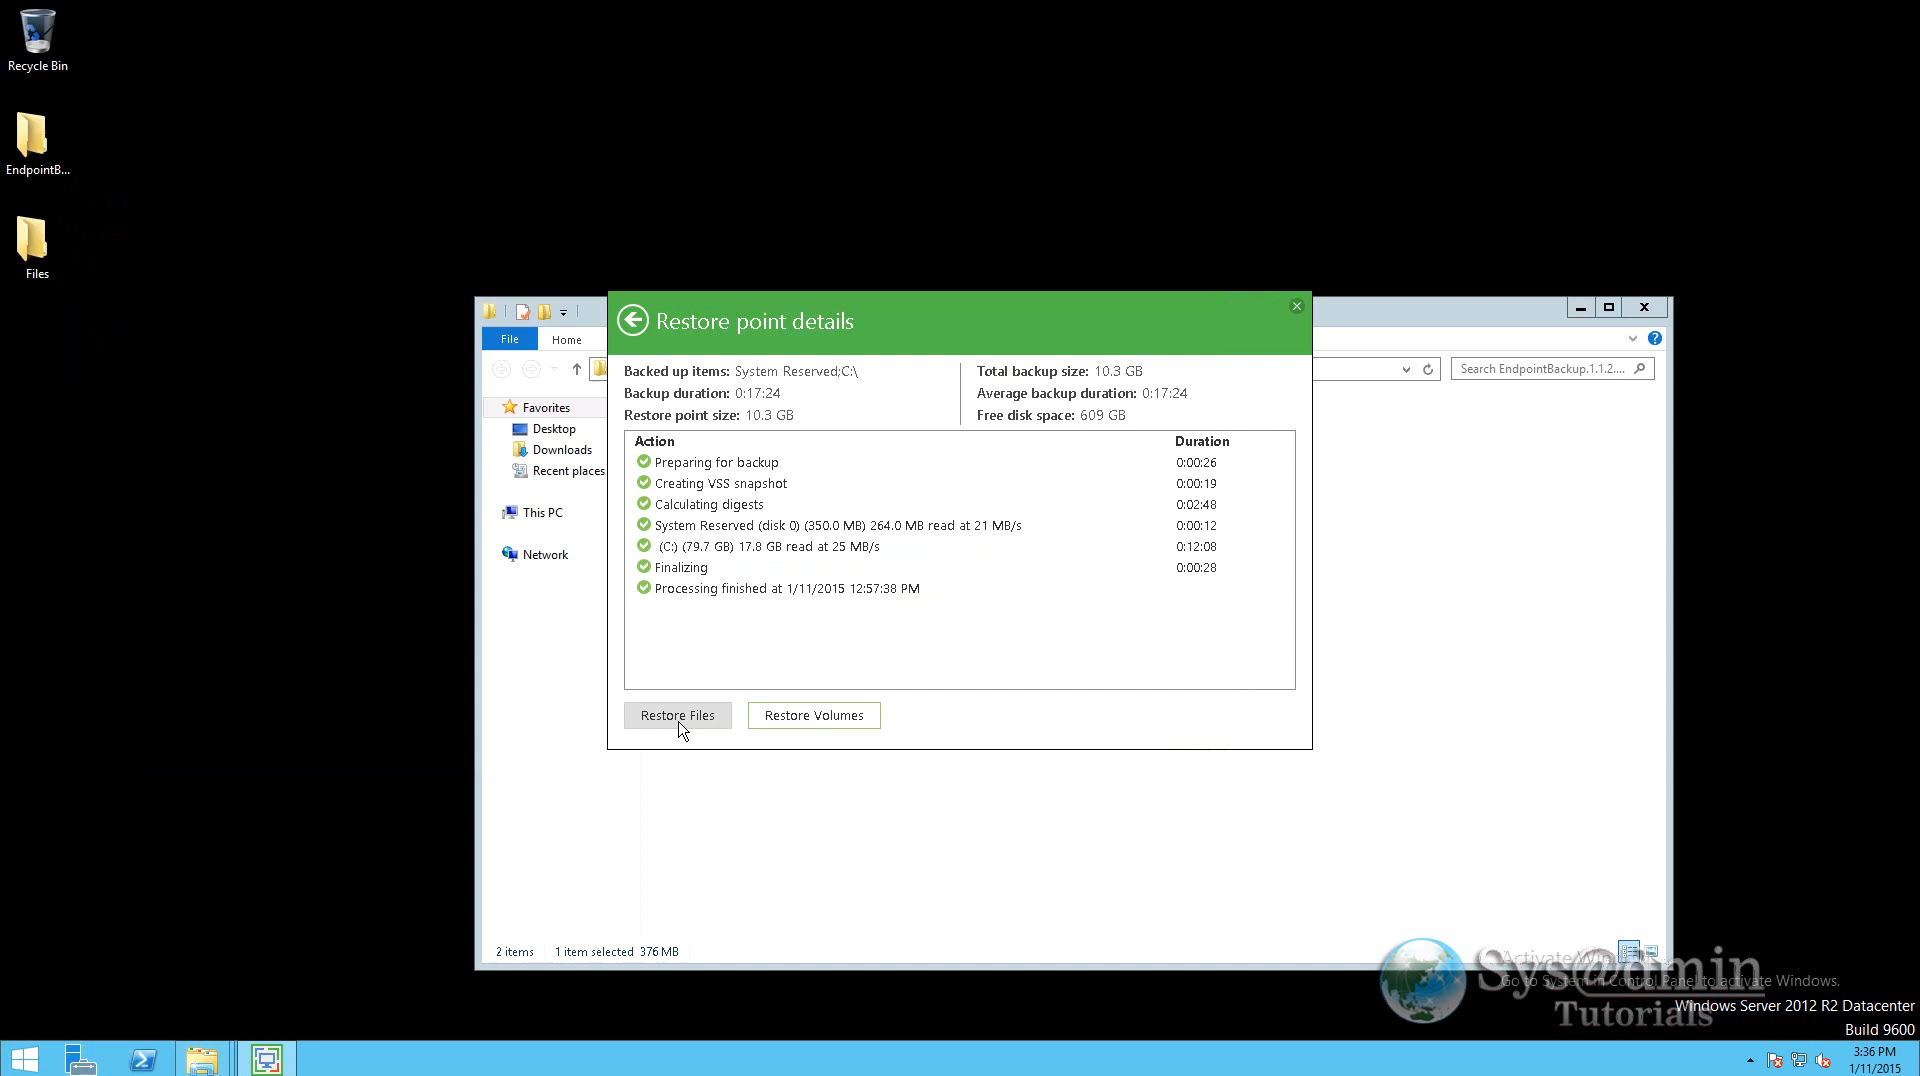 Recycle Bin
EndpointB...
Files
Restore point details
File
Home
Search EndpointBackup.1.1.2....
Backed up items: System Reserved;C:\
Backup duration: 0:17:24
Restore point size: 10.3 GB
Total backup size: 10.3 GB
Average backup duration: 0:17:24
Free disk space: 609 GB
Favorites
Desktop
Downloads
Recent places
This PC
Network
Action Duration
Preparing for backup 0:00:26
Creating VSS snapshot 0:00:19
Calculating digests 0:02:48
System Reserved (disk 0) (350.0 MB) 264.0 MB read at 21 MB/s 0:00:12
(C:) (79.7 GB) 17.8 GB read at 25 MB/s 0:12:08
Finalizing 0:00:28
Processing finished at 1/11/2015 12:57:38 PM
Restore Files Restore Volumes
2 items 1 item selected 376 MB
Sys@dmin
Tutorials
Go to System in Control Panel to activate Windows.
Windows Server 2012 R2 Datacenter
Build 9600
3:36 PM
1/11/2015